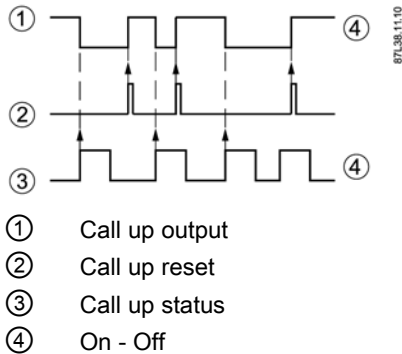 ① ④
87L38.11.10
②
③ ④
① Call up output
② Call up reset
③ Call up status
④ On - Off